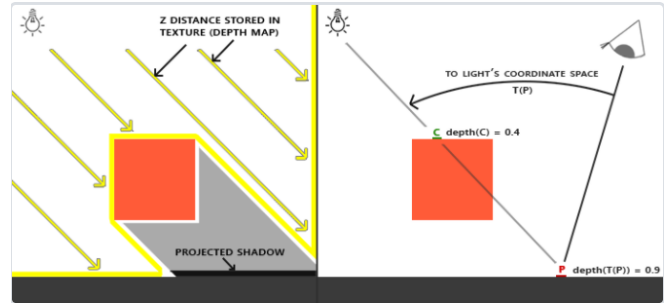 Z DISTANCE STORED IN
TEXTURE (DEPTH MAP)
PROJECTED SHADOW
TO LIGHT'S COORDINATE SPACE
T(P)
C depth(C) = 0.4
P depth(T(P)) = 0.9